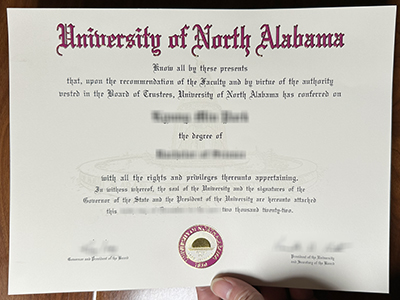 University of North Alabama
Know all by these presents
that, upon the recommendation of the Faculty and by virtue of the authority
vested in the Board of Trustees, University of North Alabama has conferred on
the degree of
with all the rights and privileges thereunto appertaining.
In witness whereof, the seal of the University and the signatures of the
Governor of the State and the President of the University are hereunto attached
this two thousand twenty-two.
Governor and President of the Board
President of the University
and Secretary of the Board